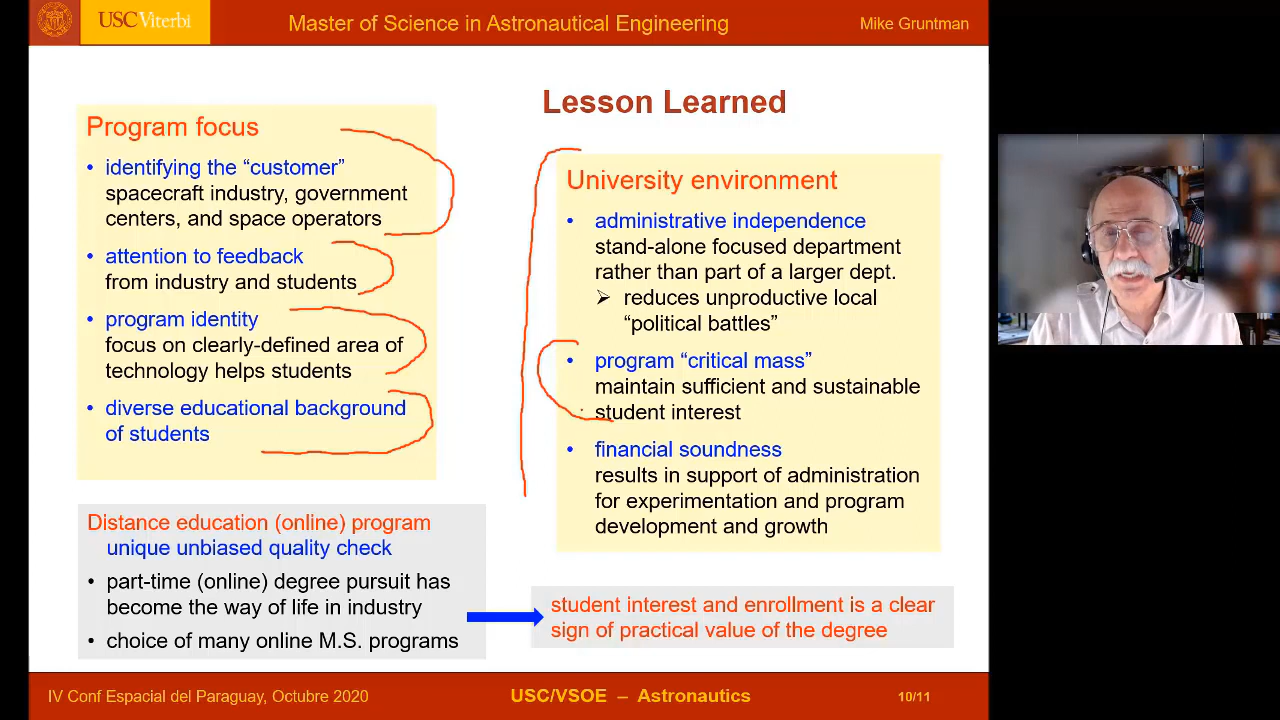 USC Viterbi
Master of Science in Astronautical Engineering
Mike Gruntman
Lesson Learned
Program focus
• identifying the “customer”
spacecraft industry, government
centers, and space operators
• attention to feedback
from industry and students
• program identity
focus on clearly-defined area of
technology helps students
• diverse educational background
of students
University environment
• administrative independence
stand-alone focused department
rather than part of a larger dept.
➢ reduces unproductive local
“political battles”
• program “critical mass”
maintain sufficient and sustainable
student interest
• financial soundness
results in support of administration
for experimentation and program
development and growth
Distance education (online) program
unique unbiased quality check
• part-time (online) degree pursuit has
become the way of life in industry
• choice of many online M.S. programs
student interest and enrollment is a clear
sign of practical value of the degree
IV Conf Espacial del Paraguay, Octubre 2020
USC/VSOE – Astronautics
10/11